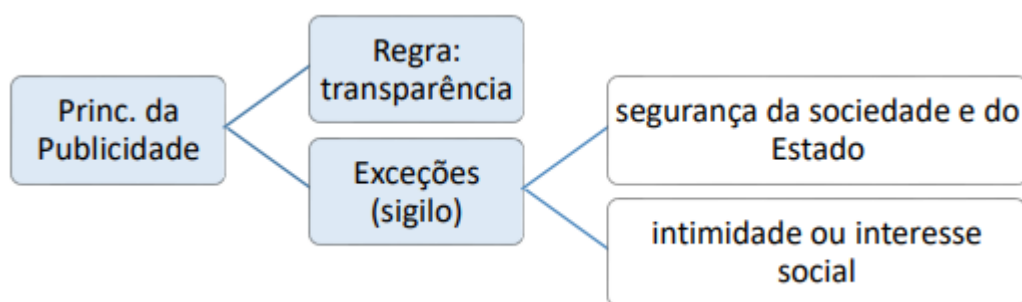 Princ. da
Publicidade
Regra:
transparência
Exceções
(sigilo)
segurança da sociedade e do
Estado
intimidade ou interesse
social